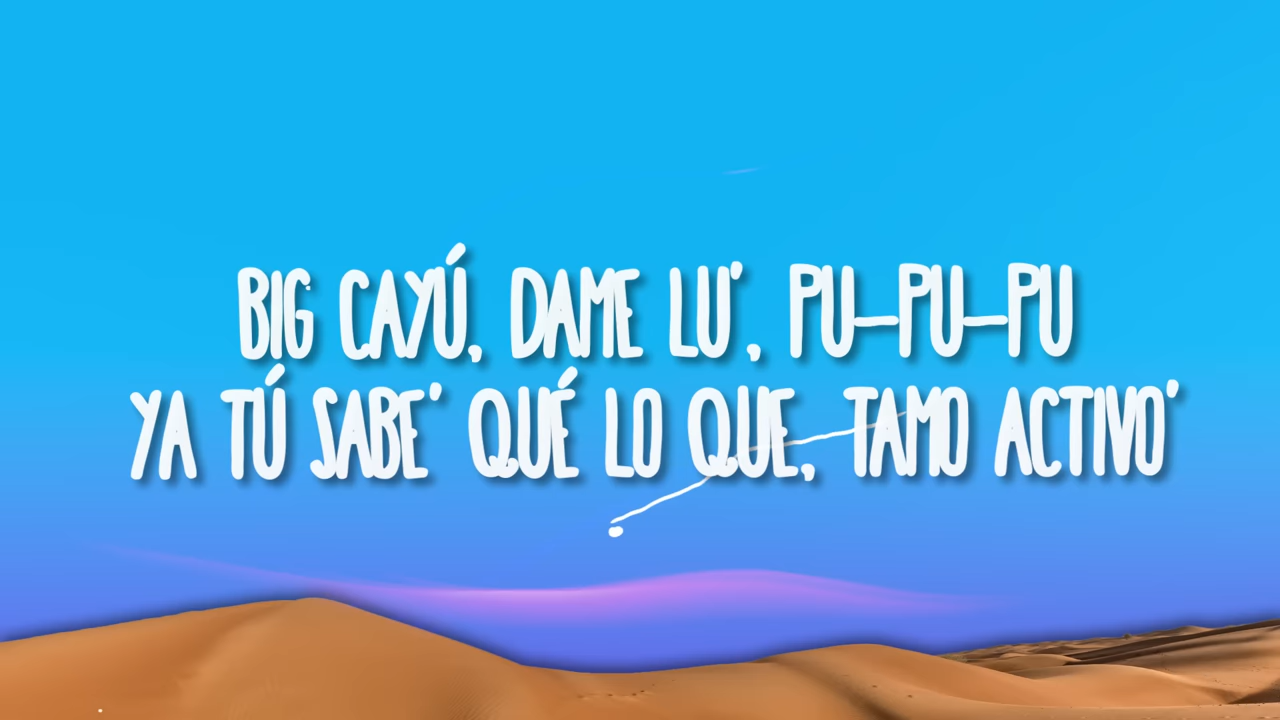 BIG CAYÚ, DAME LU', PU-PU-PU
YA TÚ SABE' QUÉ LO QUE, TAMO ACTIVO'